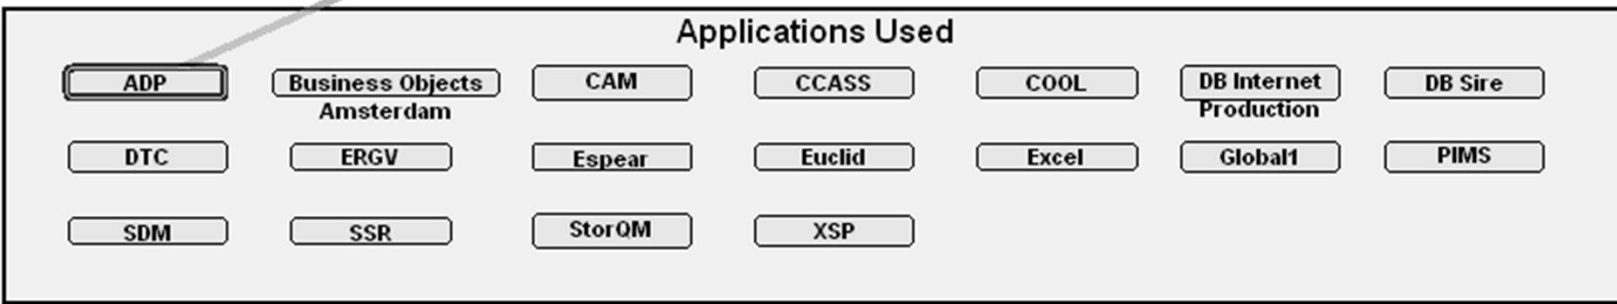 Applications Used
ADP
Business Objects
Amsterdam
CAM
CCASS
COOL
DB Internet
Production
DB Sire
DTC
ERGV
Espear
Euclid
Excel
Global1
PIMS
SDM
SSR
StorQM
XSP